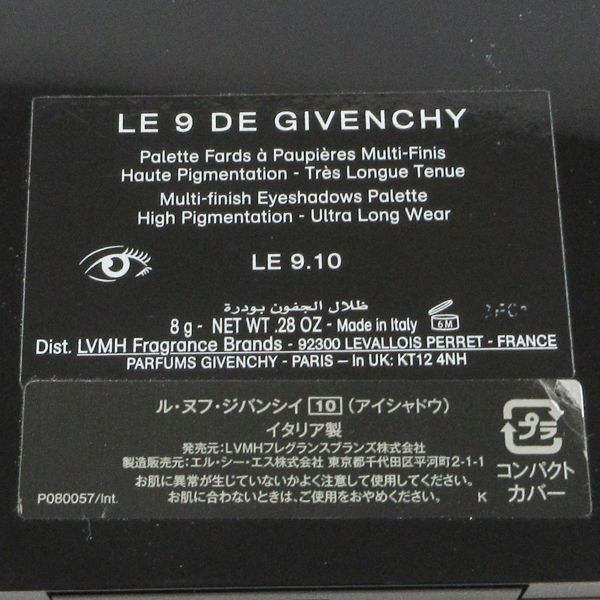 LE 9 DE GIVENCHY
Palette Fards à Paupières Multi-Finis
Haute Pigmentation - Très Longue Tenue
Multi-finish Eyeshadows Palette
High Pigmentation - Ultra Long Wear
LE 9.10
ظلال الجفون بودرة
8 g - NET WT .28 OZ - Made in Italy 6M
Dist. LVMH Fragrance Brands - 92300 LEVALLOIS PERRET - FRANCE
PARFUMS GIVENCHY - PARIS – In UK: KT12 4NH
ル・ヌフ・ジバンシイ 10 (アイシャドウ)
イタリア製
発売元:LVMHフレグランスブランズ株式会社
製造販売元:エル・シー・エス株式会社 東京都千代田区平河町2-1-1
お肌に異常が生じていないかよく注意して使用してください。
お肌に合わないときは、ご使用をおやめください。
P080057/Int.
K
プラ
コンパクト
カバー